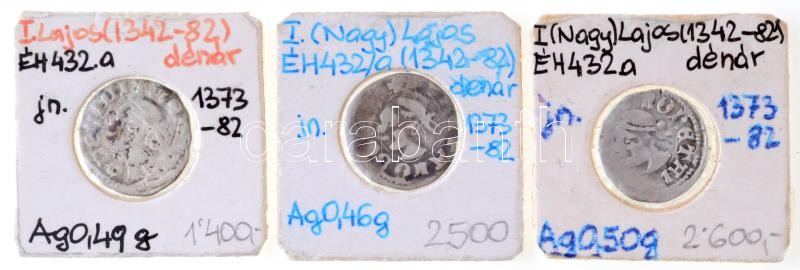 I.Lajos(1342-82)
dénár
ÉH432.a
jn.
1373
-82
Ag0,49g
1'400,-
I.(Nagy)Lajos
ÉH432/a (1342-82)
dénár
jn.
1373
-82
Ag0,46g
2500
I(Nagy)Lajos(1342-82)
ÉH432a dénár
jn.
1373
-82
Ag0,50g
2'600,-
carabanth